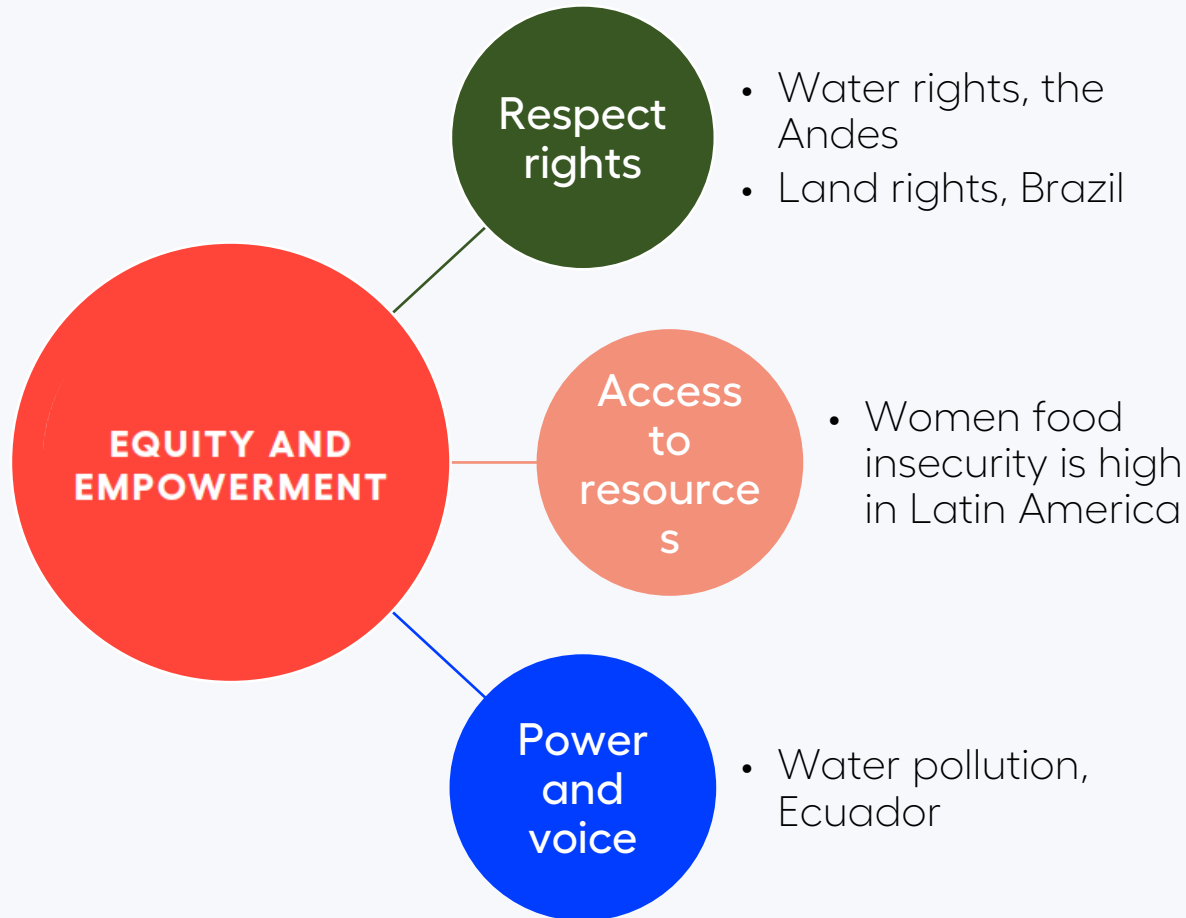 EQUITY AND
EMPOWERMENT
Respect
rights
• Water rights, the
Andes
• Land rights, Brazil
Access
to
resource
s
• Women food
insecurity is high
in Latin America
Power
and
voice
• Water pollution,
Ecuador